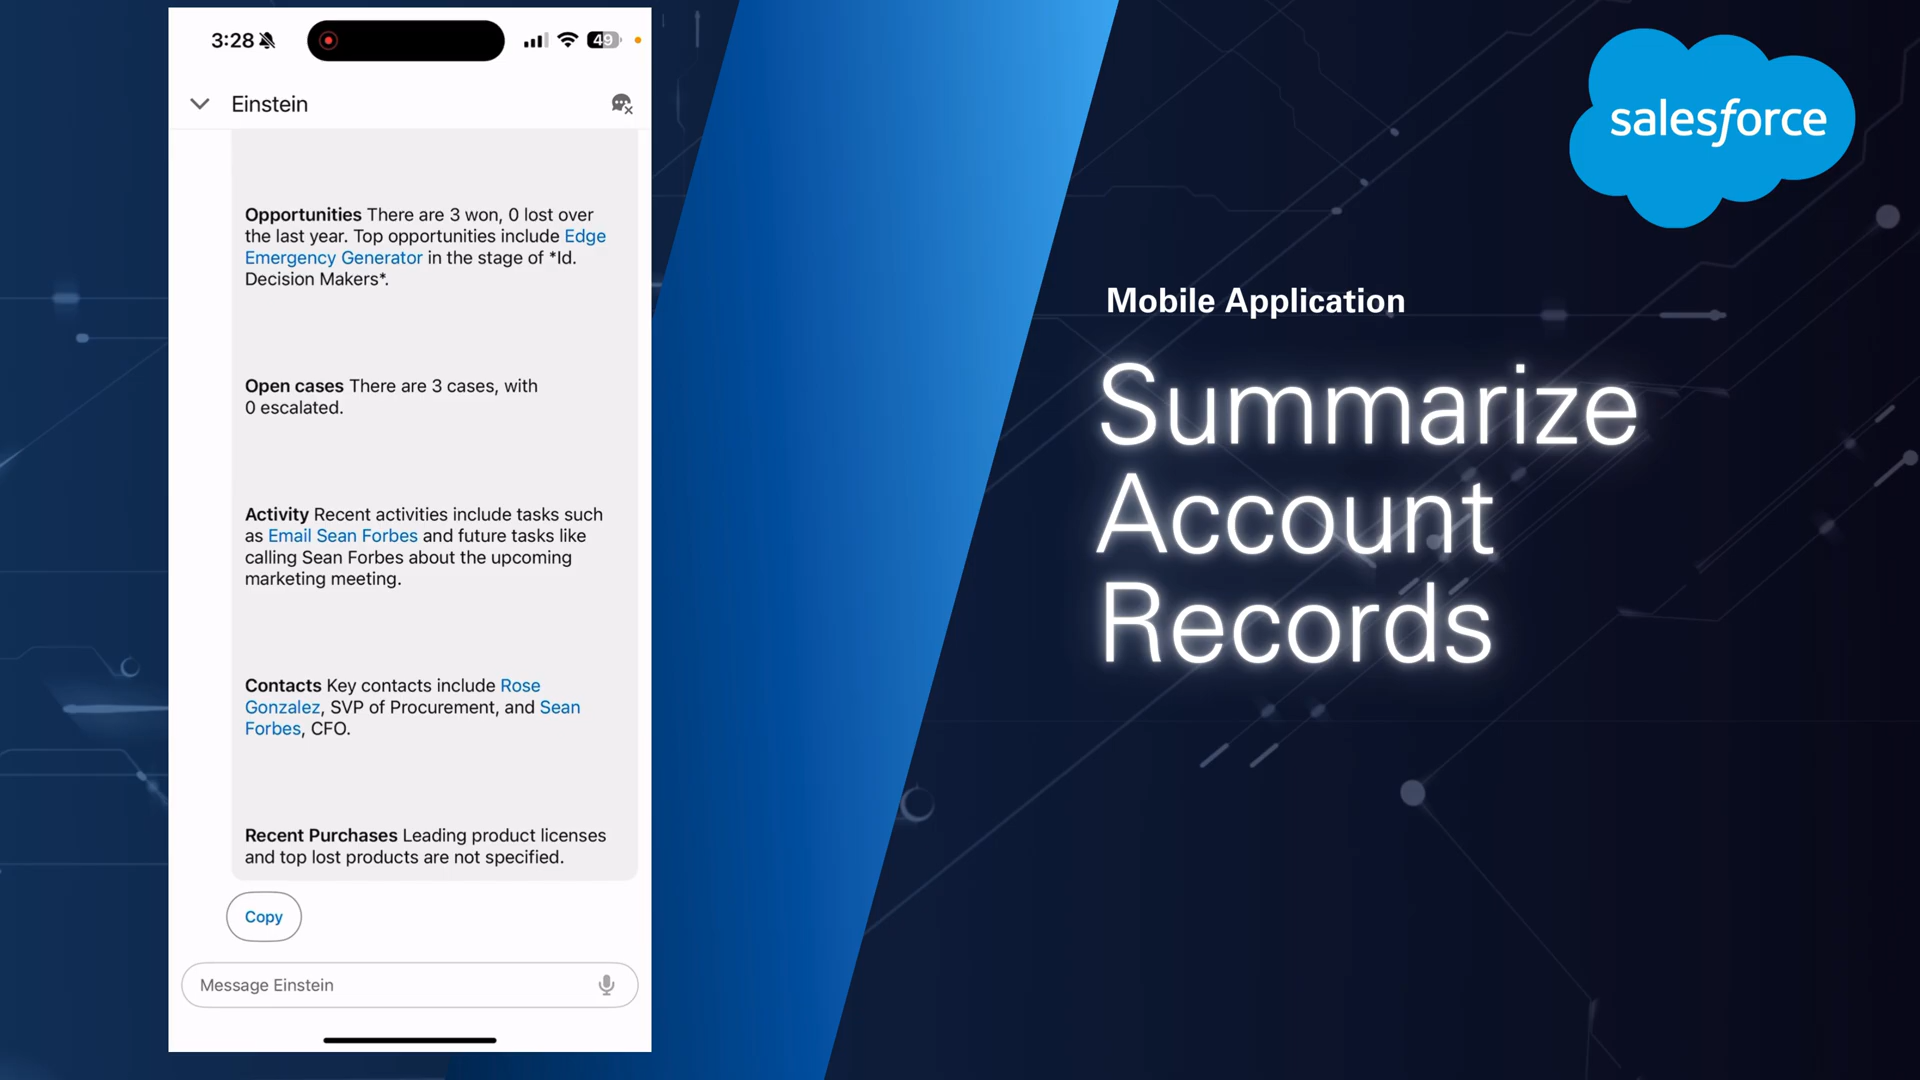 3:28
49
Einstein
Opportunities There are 3 won, 0 lost over
the last year. Top opportunities include Edge
Emergency Generator in the stage of *Id.
Decision Makers*.
Open cases There are 3 cases, with
0 escalated.
Activity Recent activities include tasks such
as Email Sean Forbes and future tasks like
calling Sean Forbes about the upcoming
marketing meeting.
Contacts Key contacts include Rose
Gonzalez, SVP of Procurement, and Sean
Forbes, CFO.
Recent Purchases Leading product licenses
and top lost products are not specified.
Copy
Message Einstein
salesforce
Mobile Application
Summarize
Account
Records